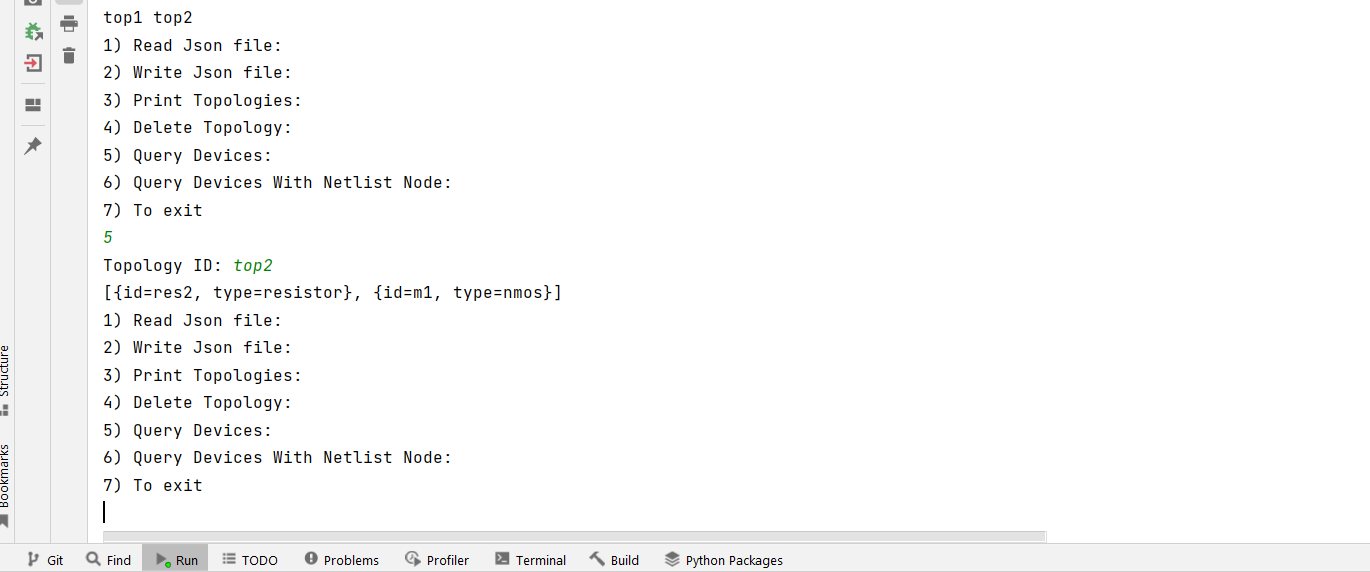 top1 top2
1) Read Json file:
2) Write Json file:
3) Print Topologies:
4) Delete Topology:
5) Query Devices:
6) Query Devices With Netlist Node:
7) To exit
5
Topology ID: top2
[{id=res2, type=resistor}, {id=m1, type=nmos}]
1) Read Json file:
2) Write Json file:
3) Print Topologies:
4) Delete Topology:
5) Query Devices:
6) Query Devices With Netlist Node:
7) To exit
Structure
Bookmarks
Git Find Run TODO Problems Profiler Terminal Build Python Packages